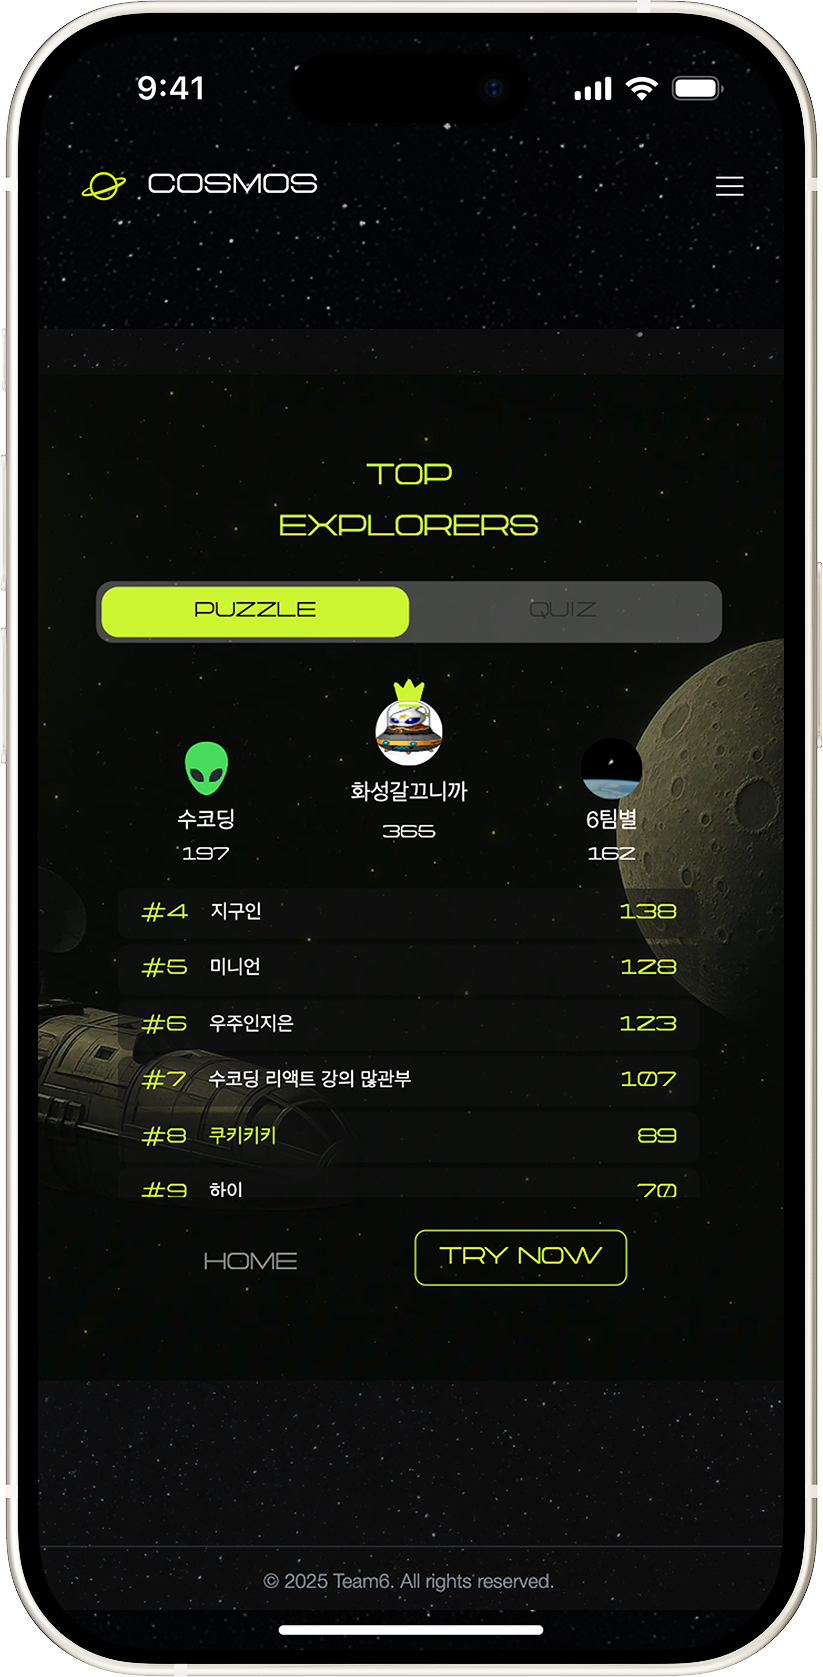 9:41
COSMOS
TOP
EXPLORERS
PUZZLE
QUIZ
화성갈끄니까
365
수코딩
197
6팀별
162
#4 지구인 138
#5 미니언 128
#6 우주인지은 123
#7 수코딩 리액트 강의 많관부 107
#8 쿠키키키 89
#9 하이 70
HOME
TRY NOW
© 2025 Team6. All rights reserved.